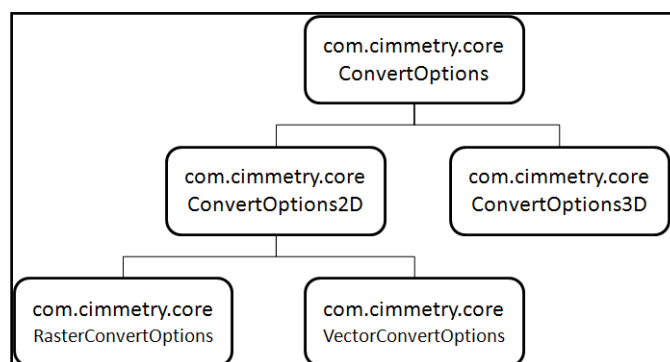 com.cimmetry.core
ConvertOptions
com.cimmetry.core
ConvertOptions2D
com.cimmetry.core
ConvertOptions3D
com.cimmetry.core
RasterConvertOptions
com.cimmetry.core
VectorConvertOptions